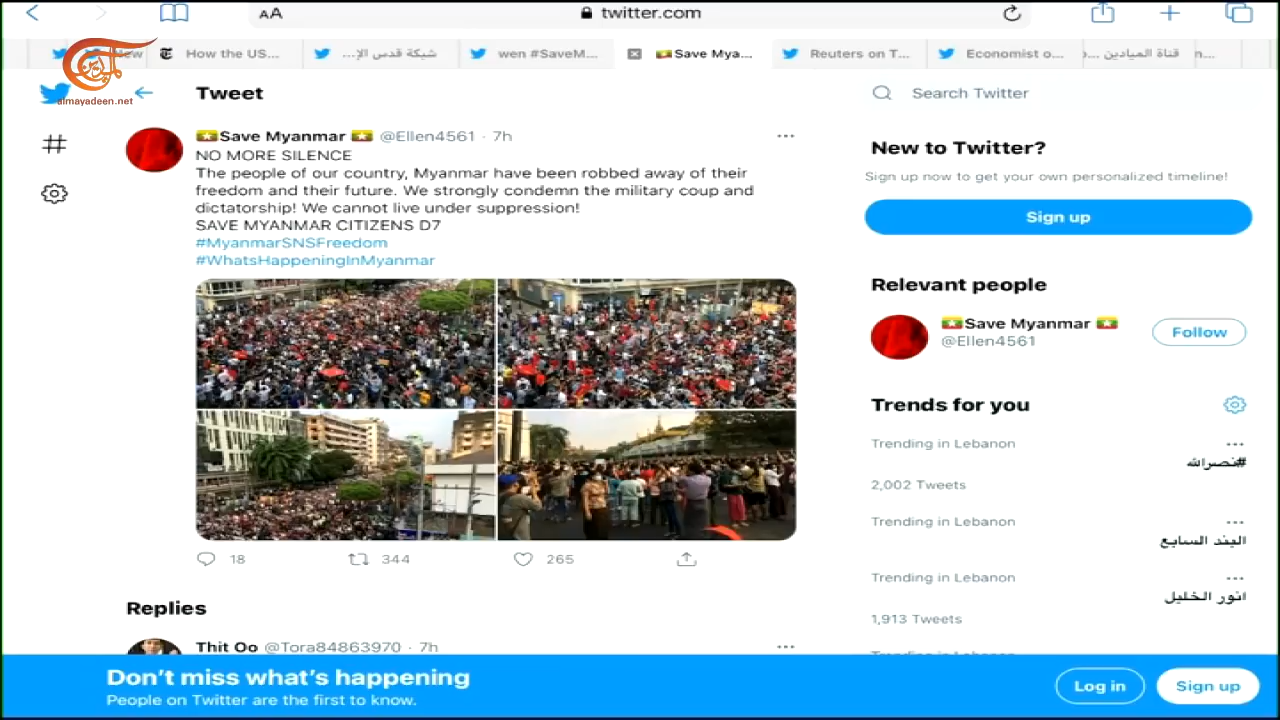 AA
twitter.com
New
How the US...
شبكة قدس الإ...
wen #SaveM...
Save Mya...
Reuters on T...
Economist o...
قناة الميادين ...
n...
الميادين
almayadeen.net
Tweet
Search Twitter
Save Myanmar @Ellen4561 · 7h
NO MORE SILENCE
The people of our country, Myanmar have been robbed away of their
freedom and their future. We strongly condemn the military coup and
dictatorship! We cannot live under suppression!
SAVE MYANMAR CITIZENS D7
#MyanmarSNSFreedom
#WhatsHappeningInMyanmar
18 344 265
Replies
Thit Oo @Tora84863970 · 7h
New to Twitter?
Sign up now to get your own personalized timeline!
Sign up
Relevant people
Save Myanmar
@Ellen4561
Follow
Trends for you
Trending in Lebanon
#نصرالله
2,002 Tweets
Trending in Lebanon
البند السابع
Trending in Lebanon
انور الخليل
1,913 Tweets
Don't miss what's happening
People on Twitter are the first to know.
Log in
Sign up